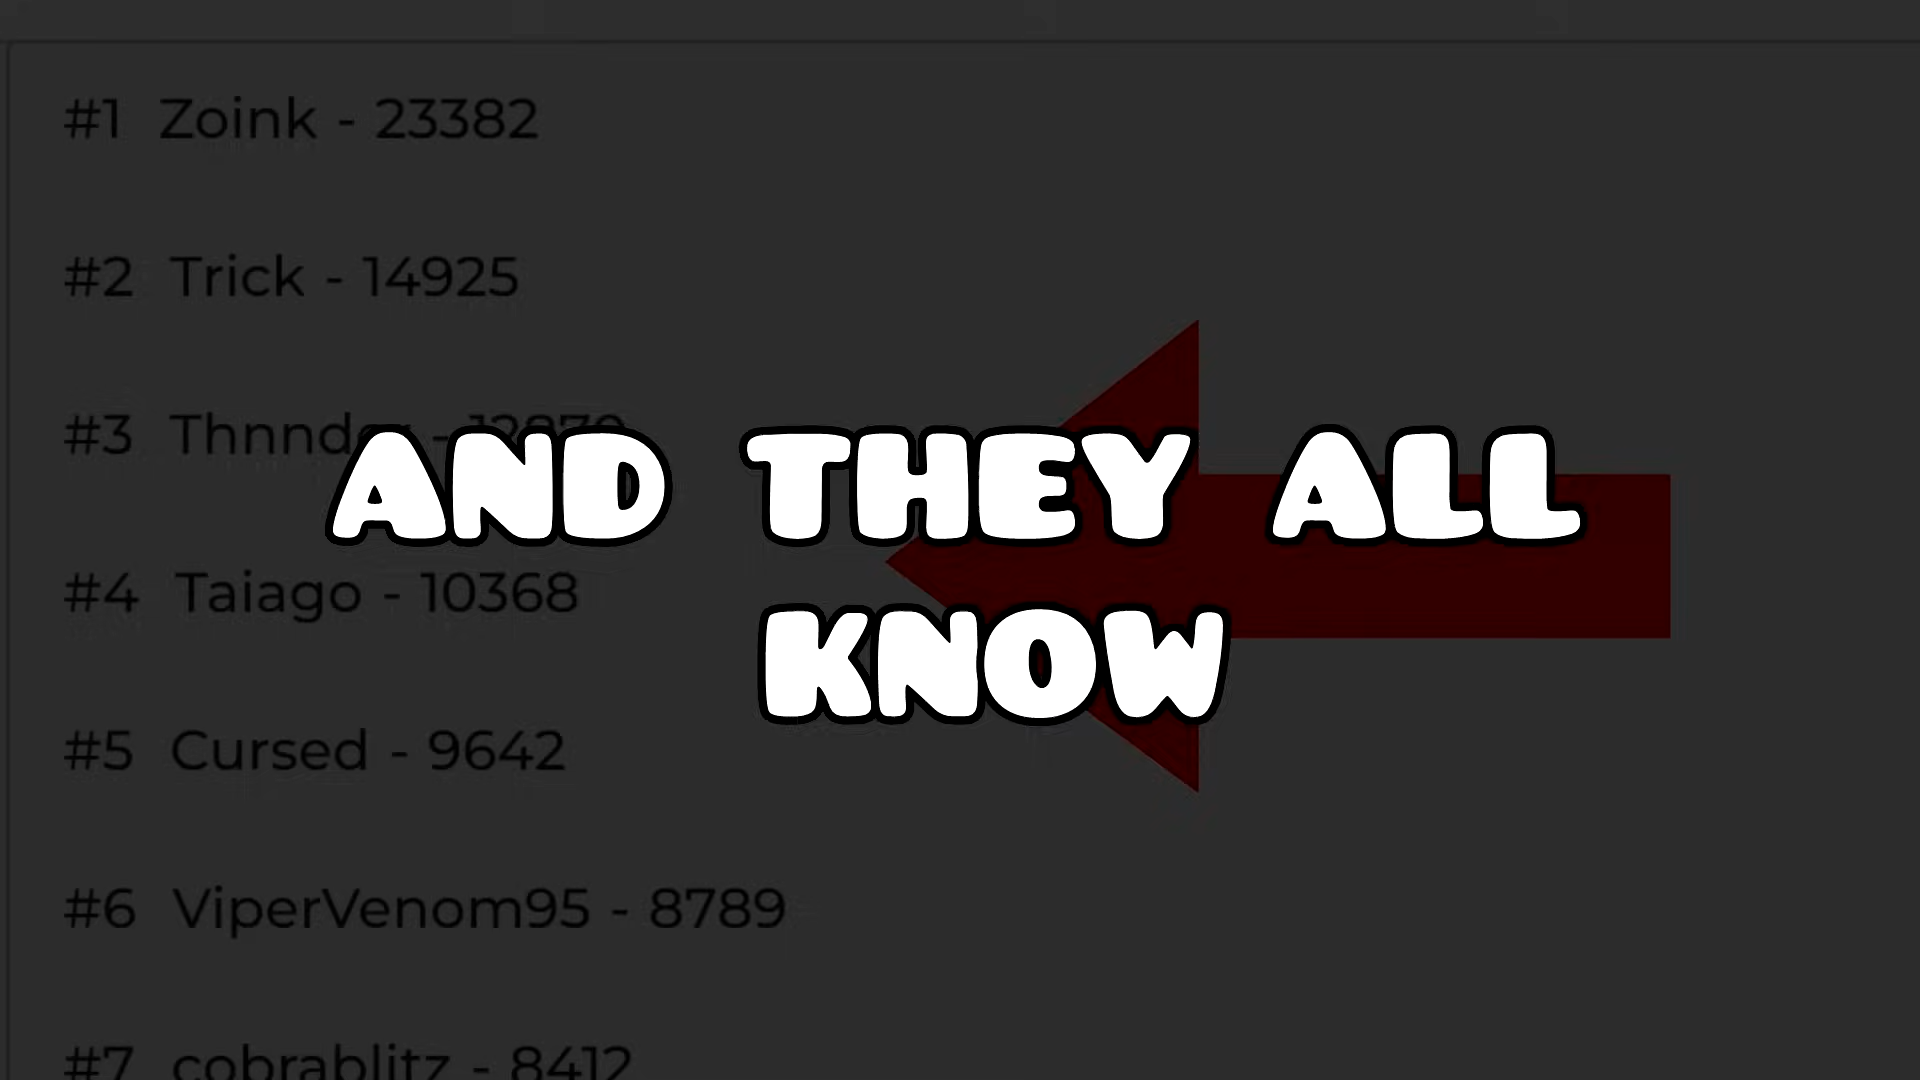 #1 Zoink - 23382
#2 Trick - 14925
#3
AND THEY ALL
KNOW
#4 Taiago - 10368
#5 Cursed - 9642
#6 ViperVenom95 - 8789
#7 cobrablitz - 8412